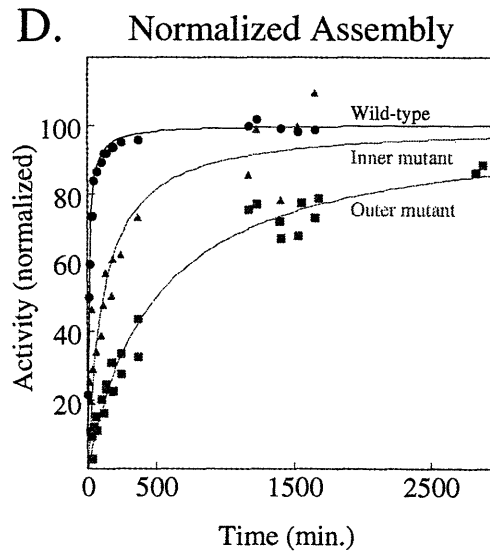 D. Normalized Assembly
Activity (normalized)
100
80
60
40
20
Wild-type
Inner mutant
Outer mutant
0 500 1500 2500
Time (min.)